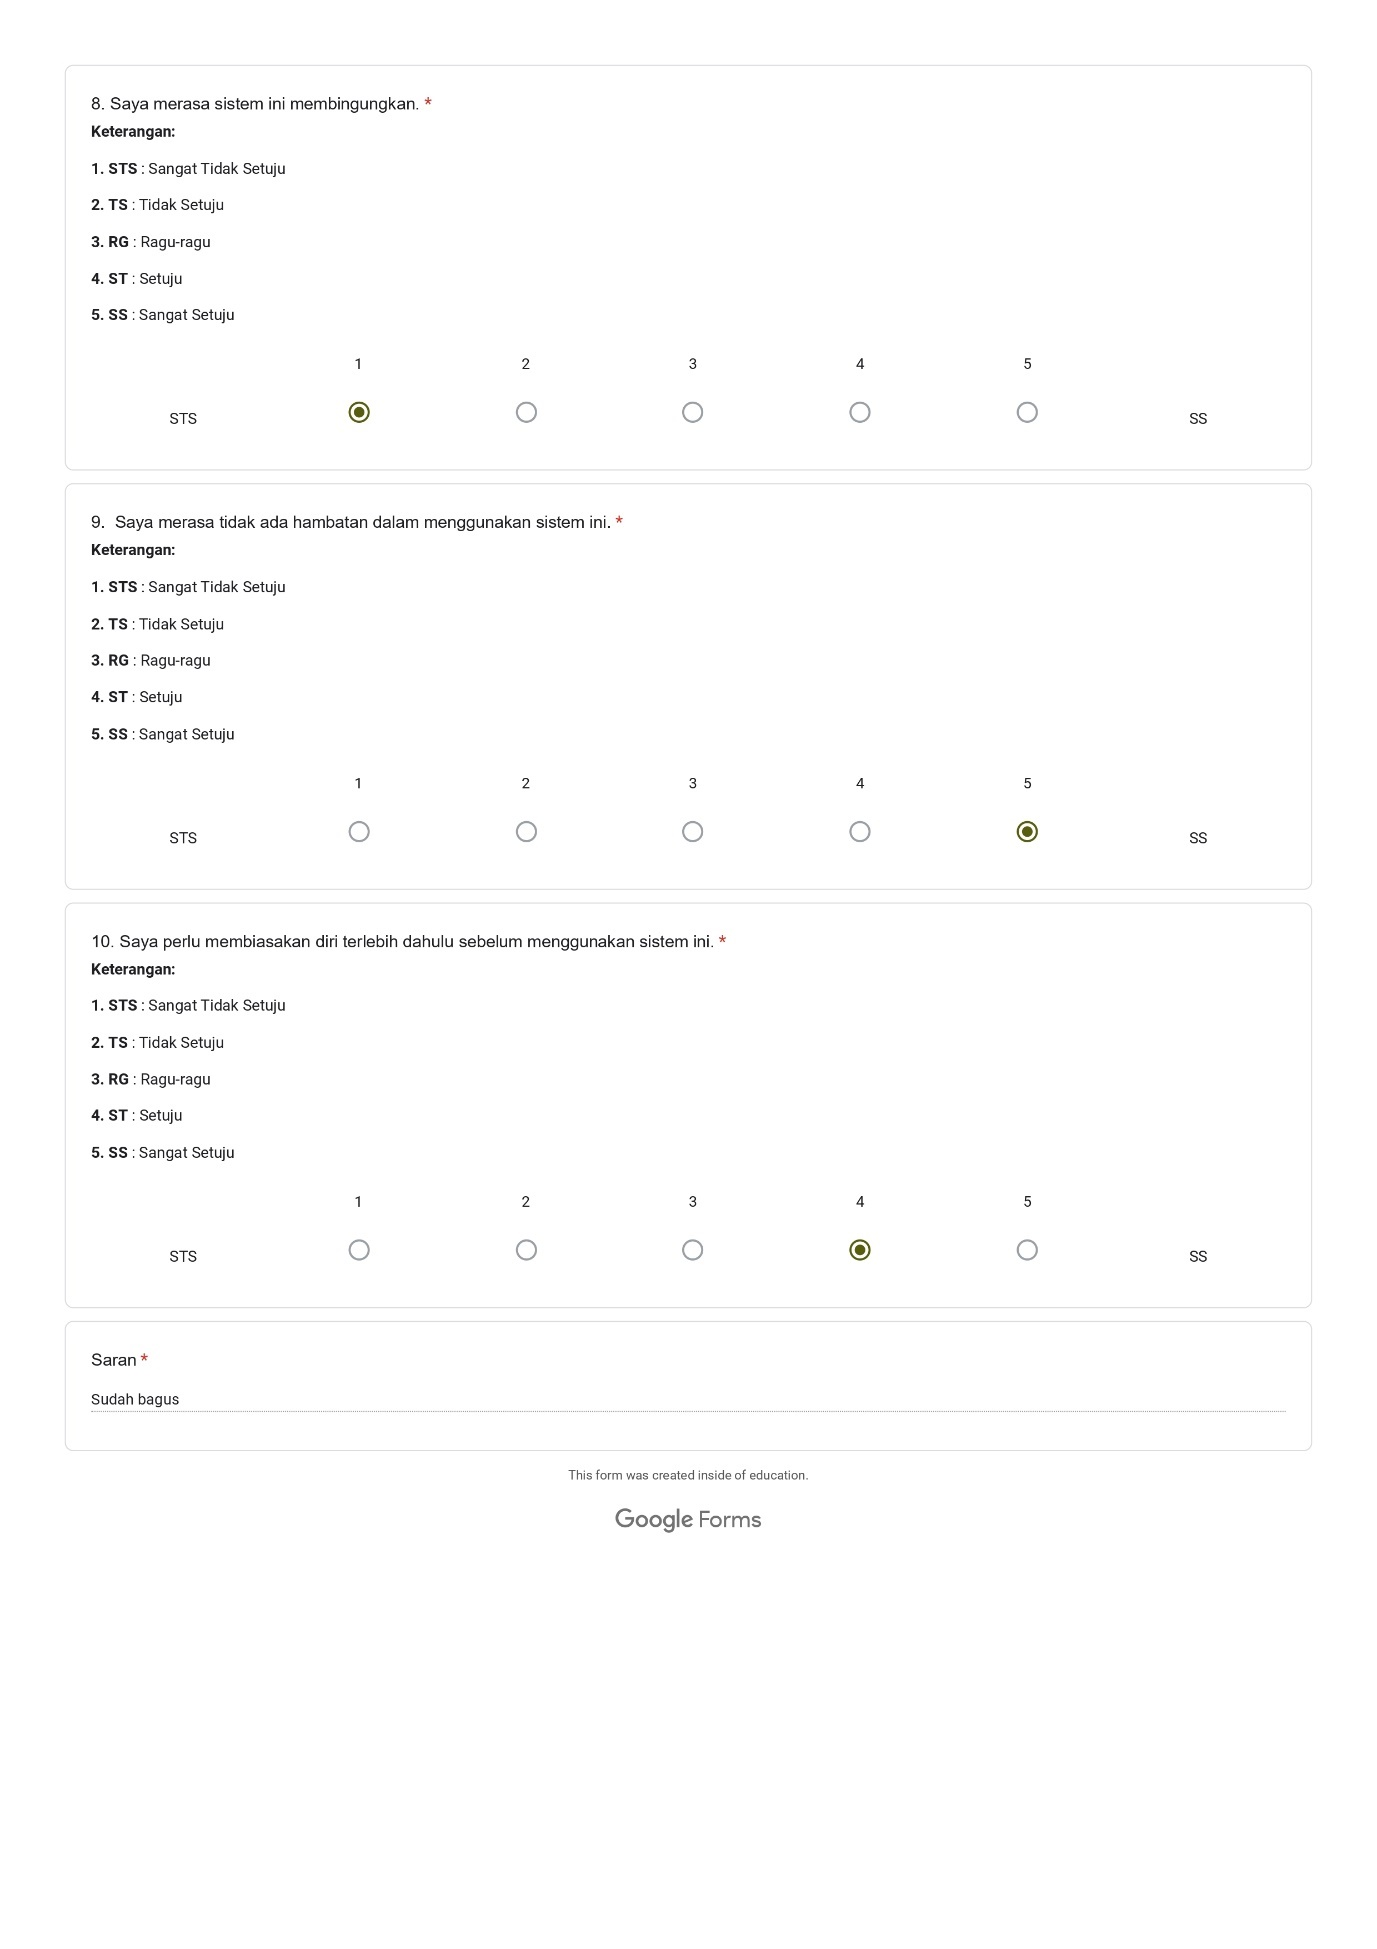 8. Saya merasa sistem ini membingungkan. *
Keterangan:
1. STS : Sangat Tidak Setuju
2. TS : Tidak Setuju
3. RG : Ragu-ragu
4. ST : Setuju
5. SS : Sangat Setuju
1 2 3 4 5
STS SS
9. Saya merasa tidak ada hambatan dalam menggunakan sistem ini. *
Keterangan:
1. STS : Sangat Tidak Setuju
2. TS : Tidak Setuju
3. RG : Ragu-ragu
4. ST : Setuju
5. SS : Sangat Setuju
1 2 3 4 5
STS SS
10. Saya perlu membiasakan diri terlebih dahulu sebelum menggunakan sistem ini. *
Keterangan:
1. STS : Sangat Tidak Setuju
2. TS : Tidak Setuju
3. RG : Ragu-ragu
4. ST : Setuju
5. SS : Sangat Setuju
1 2 3 4 5
STS SS
Saran *
Sudah bagus
This form was created inside of education.
Google Forms